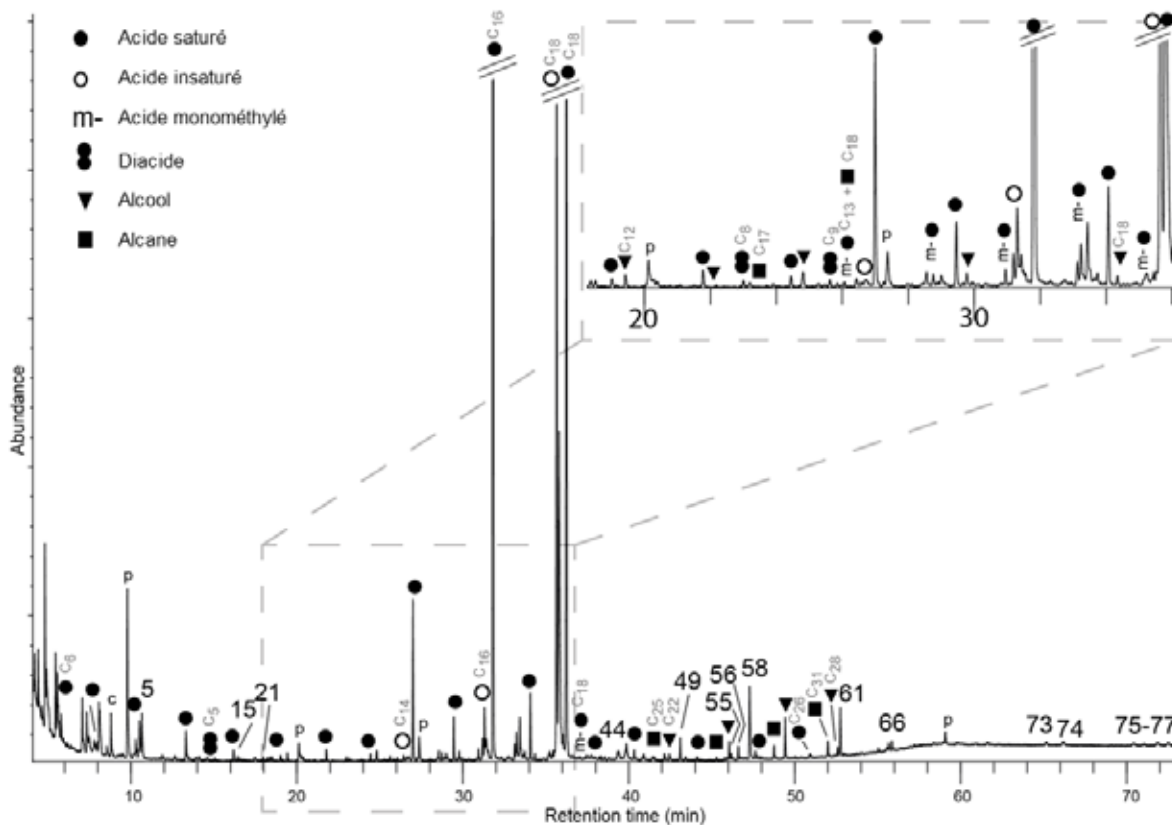 Acide saturé
Acide insaturé
m- Acide monométhylé
Diacide
Alcool
Alcane
C16
C18
C18
C12
p
C8
C17
C9
m-
C13 + C18
p
m-
m-
m-
C18
m-
20
30
Abundance
C6
c
p
5
C5
15
21
p
C14
p
C16
m-
C18
44
C25
C22
49
55
56
58
C26
C31
C28
61
66
p
73
74
75-77
10
20
30
40
50
60
70
Retention time (min)